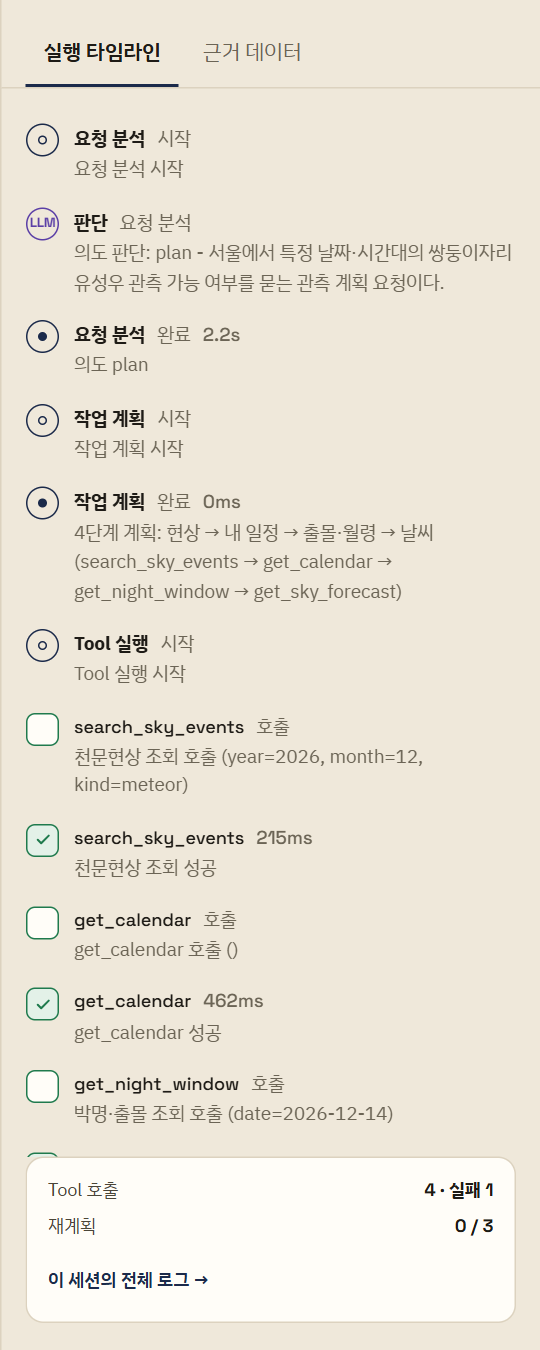 실행 타임라인 근거 데이터
요청 분석 시작
요청 분석 시작
LLM 판단 요청 분석
의도 판단: plan - 서울에서 특정 날짜·시간대의 쌍둥이자리
유성우 관측 가능 여부를 묻는 관측 계획 요청이다.
요청 분석 완료 2.2s
의도 plan
작업 계획 시작
작업 계획 시작
작업 계획 완료 0ms
4단계 계획: 현상 → 내 일정 → 출몰·월령 → 날씨
(search_sky_events → get_calendar →
get_night_window → get_sky_forecast)
Tool 실행 시작
Tool 실행 시작
search_sky_events 호출
천문현상 조회 호출 (year=2026, month=12,
kind=meteor)
search_sky_events 215ms
천문현상 조회 성공
get_calendar 호출
get_calendar 호출 ()
get_calendar 462ms
get_calendar 성공
get_night_window 호출
박명·출몰 조회 호출 (date=2026-12-14)
Tool 호출 4 · 실패 1
재계획 0 / 3
이 세션의 전체 로그 →